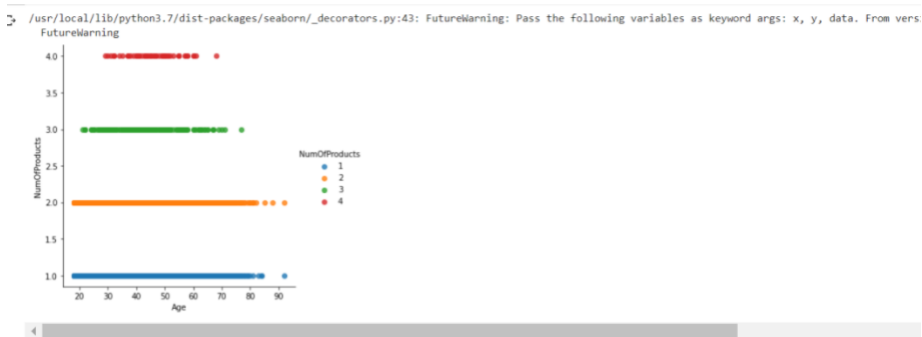 /usr/local/lib/python3.7/dist-packages/seaborn/_decorators.py:43: FutureWarning: Pass the following variables as keyword args: x, y, data. From vers
FutureWarning
4.0
3.5
3.0
2.5
2.0
1.5
1.0
NumOfProducts
20 30 40 50 60 70 80 90
Age
NumOfProducts
1
2
3
4